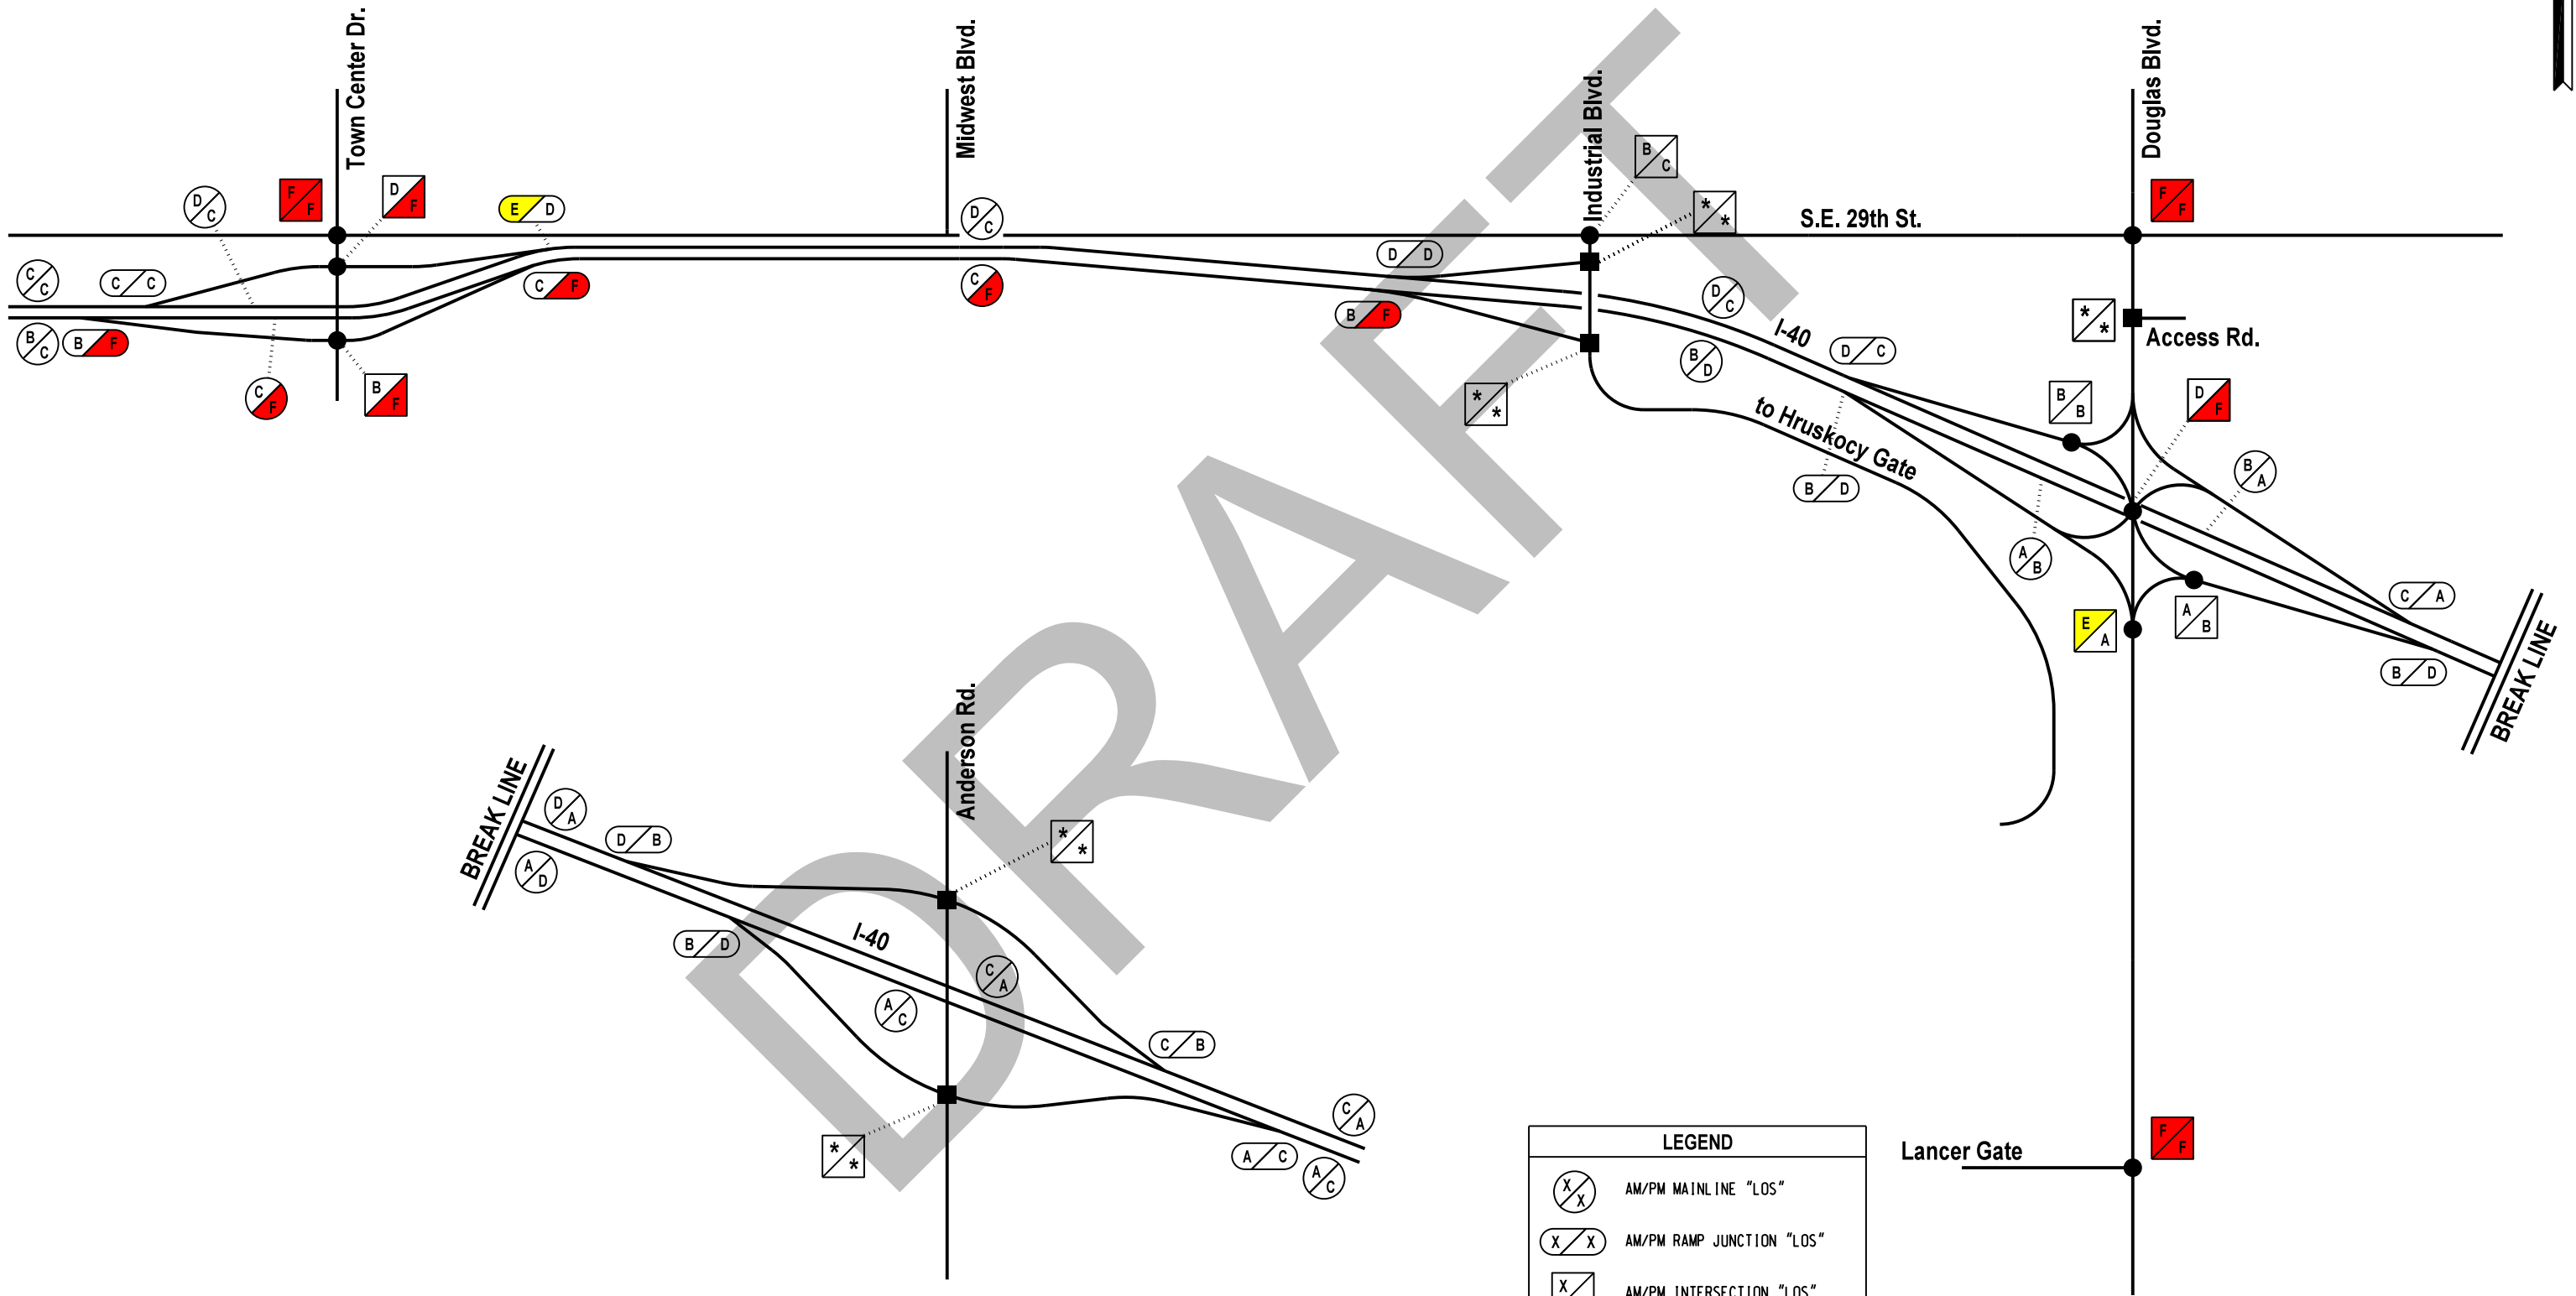 Town Center Dr.
Midwest Blvd.
Industrial Blvd.
Douglas Blvd.
B C
F F
D F
D C
E D
D C
* *
S.E. 29th St.
F F
C C
C C
D D
C F
C F
D C
B C
B F
B F
I-40
* *
Access Rd.
B D
D C
C F
B F
* *
to Hruskocy Gate
B B
D F
B D
B A
A B
C A
E A
A B
B D
BREAK LINE
DRAFT
Anderson Rd.
BREAK LINE
D A
D B
* *
A D
B D
I-40
C A
A C
C B
C A
* *
A C
A C
Lancer Gate
F F
LEGEND
X X AM/PM MAINLINE "LOS"
X X AM/PM RAMP JUNCTION "LOS"
X AM/PM INTERSECTION "LOS"